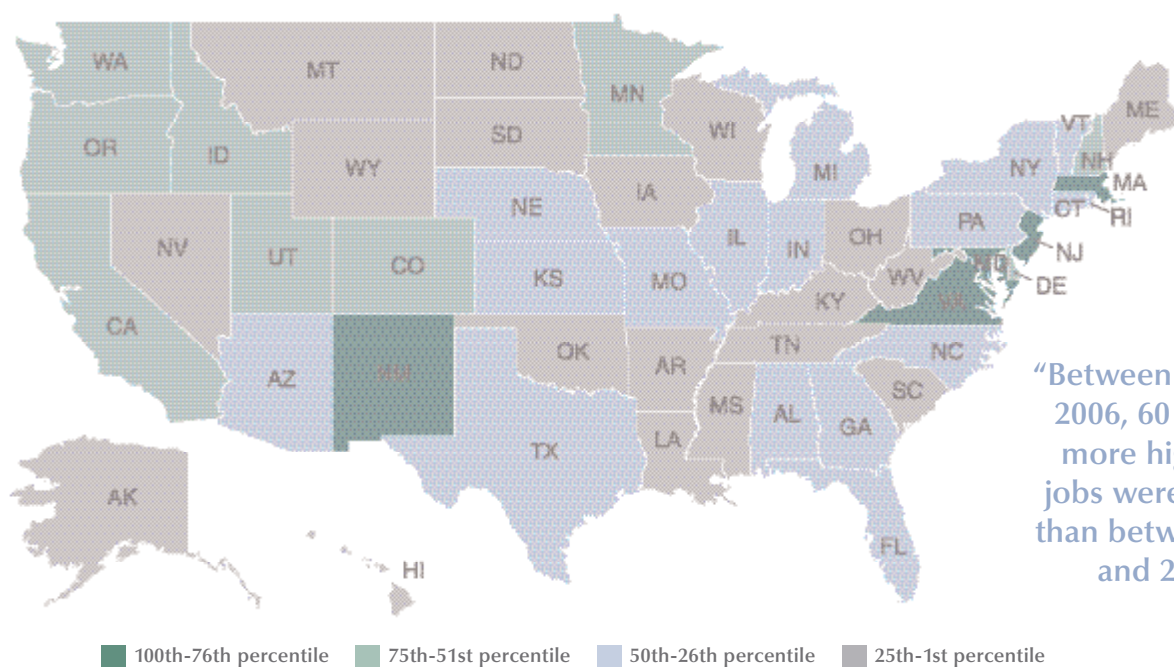 WA
MT
ND
MN
ME
OR
ID
SD
WI
VT
NH
WY
MI
NY
MA
IA
CT
RI
NE
PA
NV
IL
IN
OH
NJ
UT
CO
MD
DE
KS
MO
WV
KY
VA
CA
TN
NC
AZ
NM
OK
AR
SC
MS
AL
GA
LA
TX
AK
FL
HI
“Between
2006, 60
more
jobs were
than
and
100th-76th percentile
75th-51st percentile
50th-26th percentile
25th-1st percentile